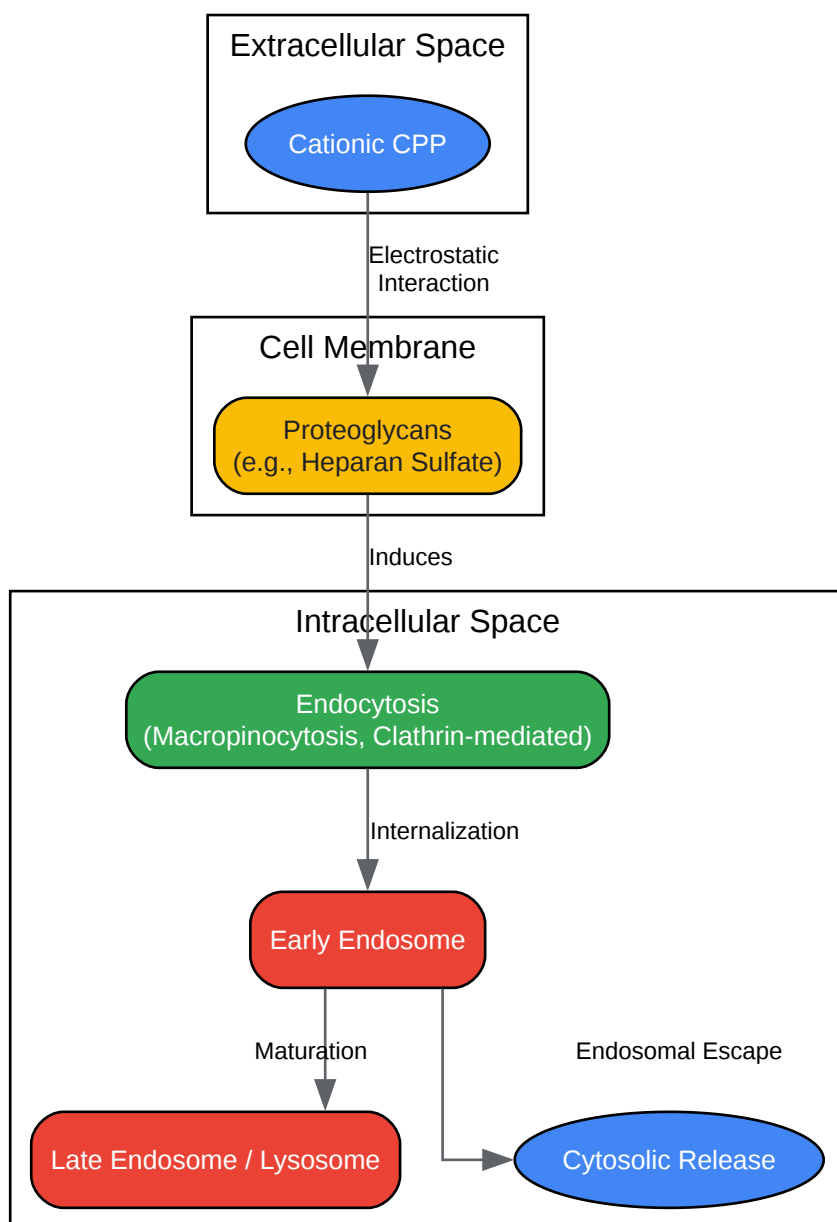 Extracellular Space
Cationic CPP
Electrostatic
Interaction
Cell Membrane
Proteoglycans
(e.g., Heparan Sulfate)
Induces
Intracellular Space
Endocytosis
(Macropinocytosis, Clathrin-mediated)
Internalization
Early Endosome
Maturation
Endosomal Escape
Late Endosome / Lysosome
Cytosolic Release